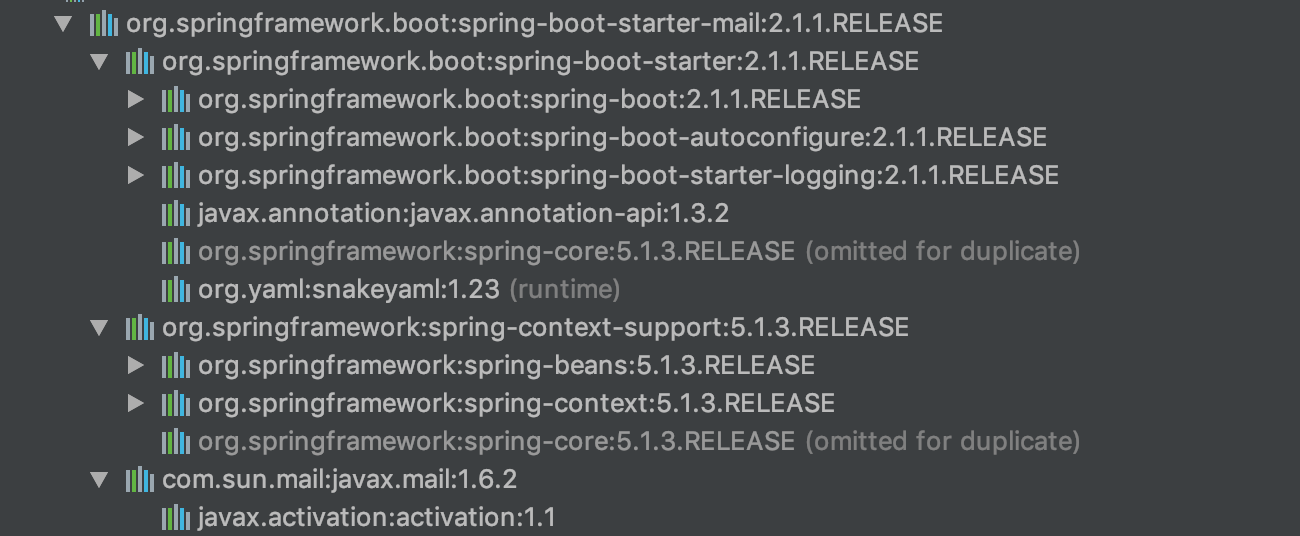 org.springframework.boot:spring-boot-starter-mail:2.1.1.RELEASE
org.springframework.boot:spring-boot-starter:2.1.1.RELEASE
org.springframework.boot:spring-boot:2.1.1.RELEASE
org.springframework.boot:spring-boot-autoconfigure:2.1.1.RELEASE
org.springframework.boot:spring-boot-starter-logging:2.1.1.RELEASE
javax.annotation:javax.annotation-api:1.3.2
org.springframework:spring-core:5.1.3.RELEASE (omitted for duplicate)
org.yaml:snakeyaml:1.23 (runtime)
org.springframework:spring-context-support:5.1.3.RELEASE
org.springframework:spring-beans:5.1.3.RELEASE
org.springframework:spring-context:5.1.3.RELEASE
org.springframework:spring-core:5.1.3.RELEASE (omitted for duplicate)
com.sun.mail:javax.mail:1.6.2
javax.activation:activation:1.1